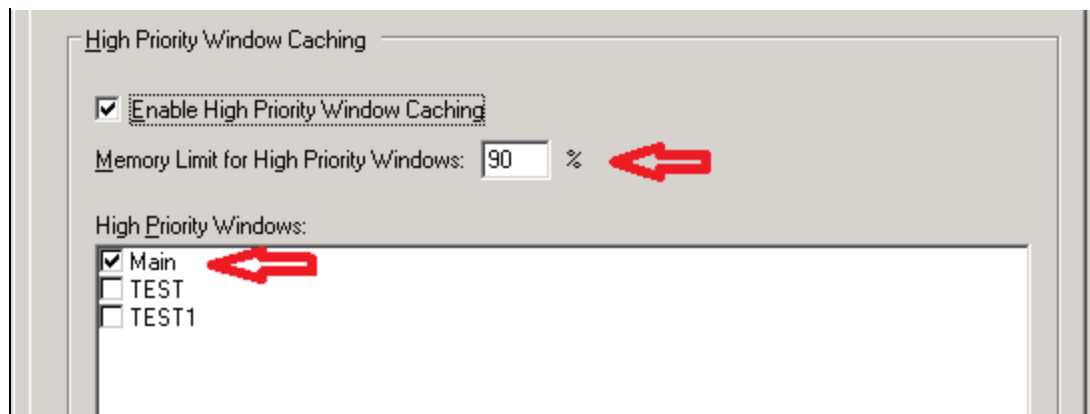 High Priority Window Caching
Enable High Priority Window Caching
Memory Limit for High Priority Windows: 90 %
High Priority Windows:
Main
TEST
TEST1